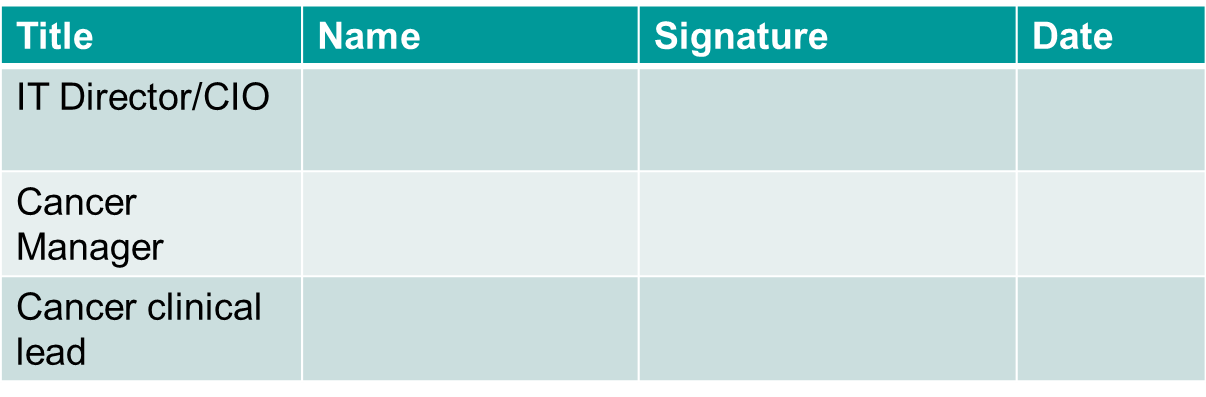 Title Name Signature Date
IT Director/CIO
Cancer
Manager
Cancer clinical
lead